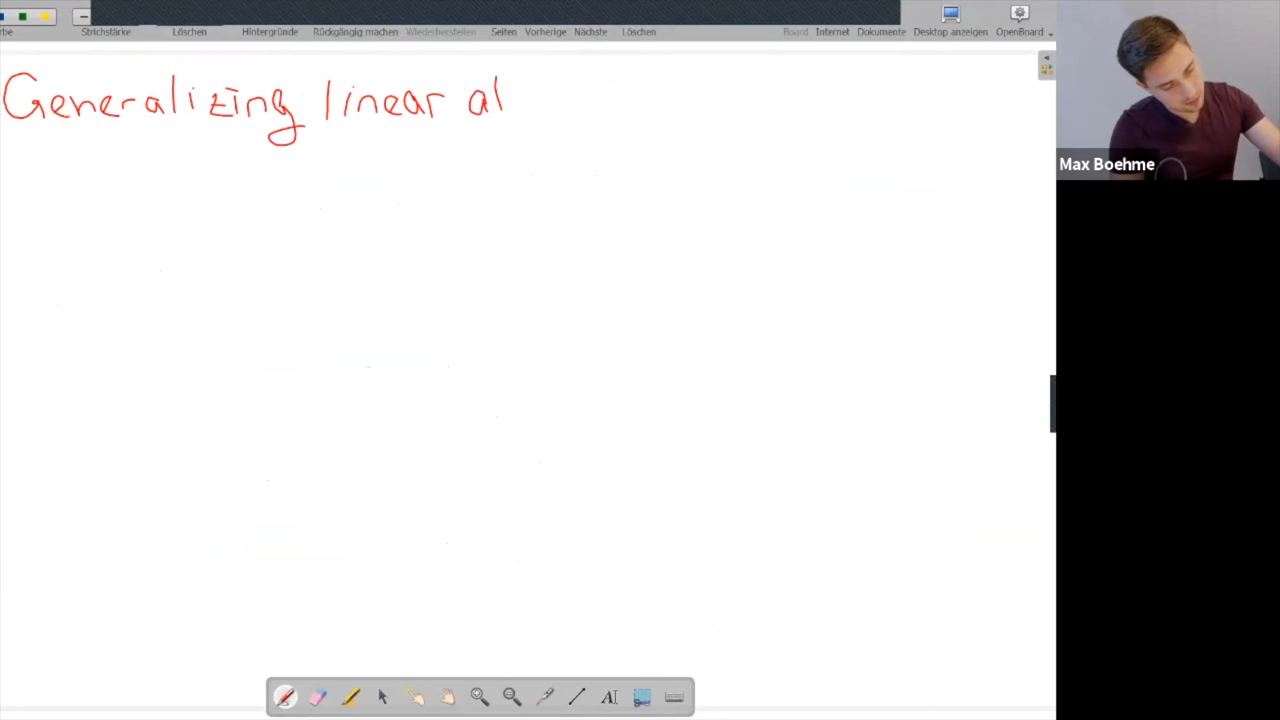 rbe Strichstärke Löschen Hintergründe Rückgängig machen Wiederherstellen Seiten Vorherige Nächste Löschen Board Internet Dokumente Desktop anzeigen OpenBoard
Generalizing linear al
Max Boehme